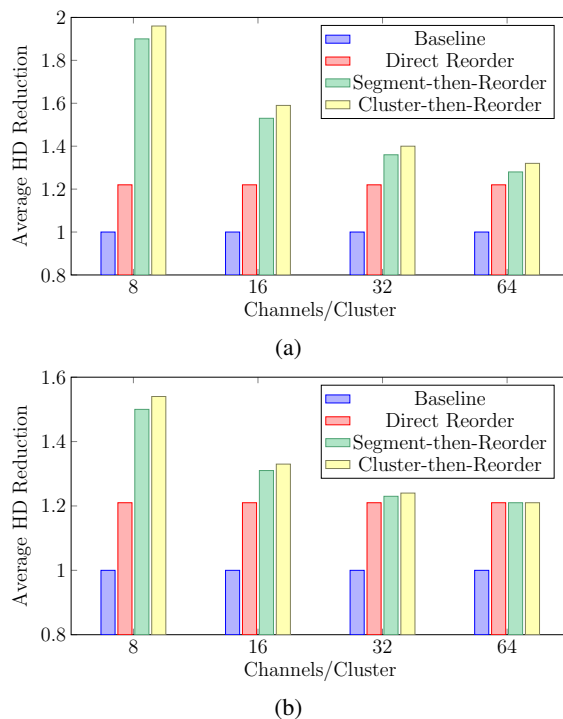 2
1.8
1.6
1.4
1.2
1
0.8
Average HD Reduction
Baseline
Direct Reorder
Segment-then-Reorder
Cluster-then-Reorder
8 16 32 64
Channels/Cluster
(a)
1.6
1.4
1.2
1
0.8
Average HD Reduction
Baseline
Direct Reorder
Segment-then-Reorder
Cluster-then-Reorder
8 16 32 64
Channels/Cluster
(b)